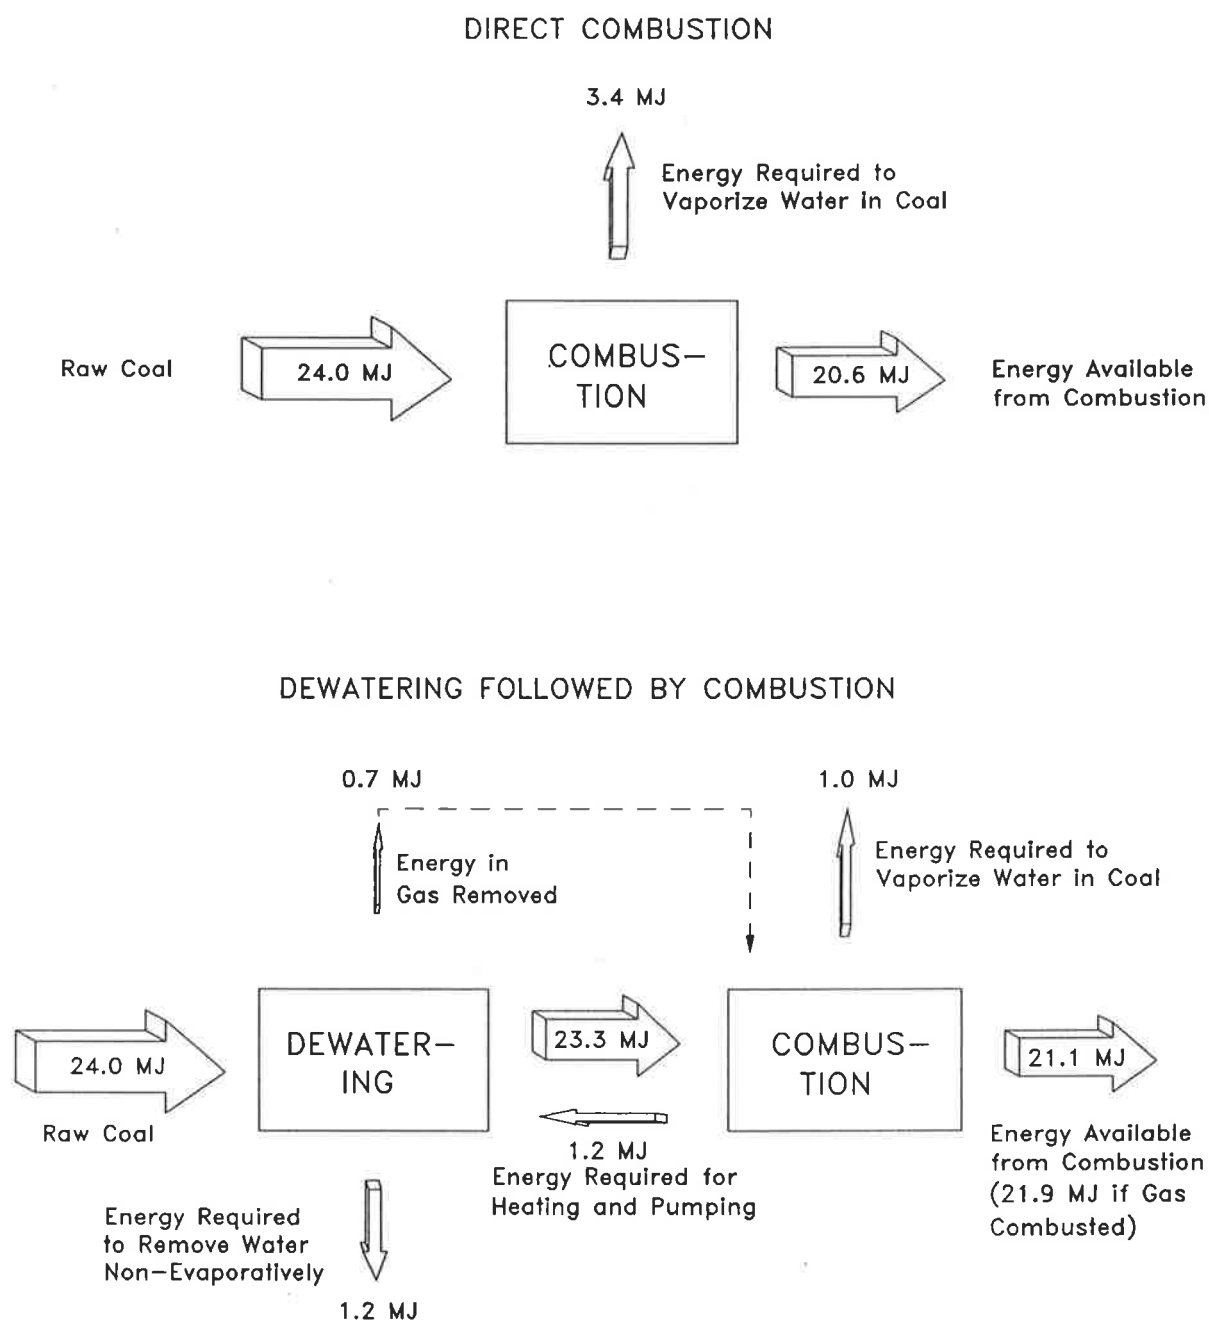 DIRECT COMBUSTION
3.4 MJ
Energy Required to
Vaporize Water in Coal
Raw Coal
24.0 MJ
COMBUS-
TION
20.6 MJ
Energy Available
from Combustion
DEWATERING FOLLOWED BY COMBUSTION
0.7 MJ
1.0 MJ
Energy in
Gas Removed
Energy Required to
Vaporize Water in Coal
24.0 MJ
Raw Coal
DEWATER-
ING
23.3 MJ
1.2 MJ
Energy Required for
Heating and Pumping
COMBUS-
TION
21.1 MJ
Energy Available
from Combustion
(21.9 MJ if Gas
Combusted)
Energy Required
to Remove Water
Non-Evaporatively
1.2 MJ